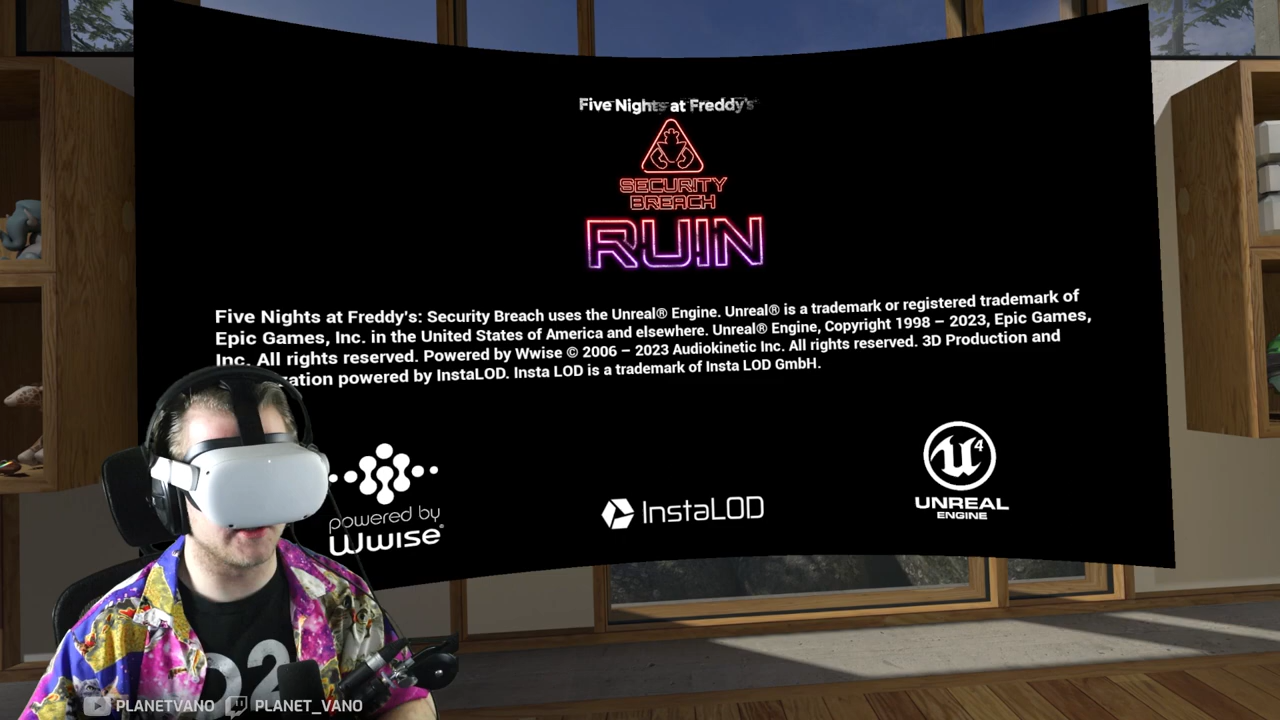 Five Nights at Freddy's
SECURITY
BREACH
RUIN
Five Nights at Freddy's: Security Breach uses the Unreal® Engine. Unreal® is a trademark or registered trademark of
Epic Games, Inc. in the United States of America and elsewhere. Unreal® Engine, Copyright 1998 – 2023, Epic Games,
Inc. All rights reserved. Powered by Wwise © 2006 – 2023 Audiokinetic Inc. All rights reserved. 3D Production and
powered by InstaLOD. Insta LOD is a trademark of Insta LOD GmbH.
powered by
wwise®
InstaLOD
4
UNREAL
ENGINE
02
PLANETVANO PLANET_VANO